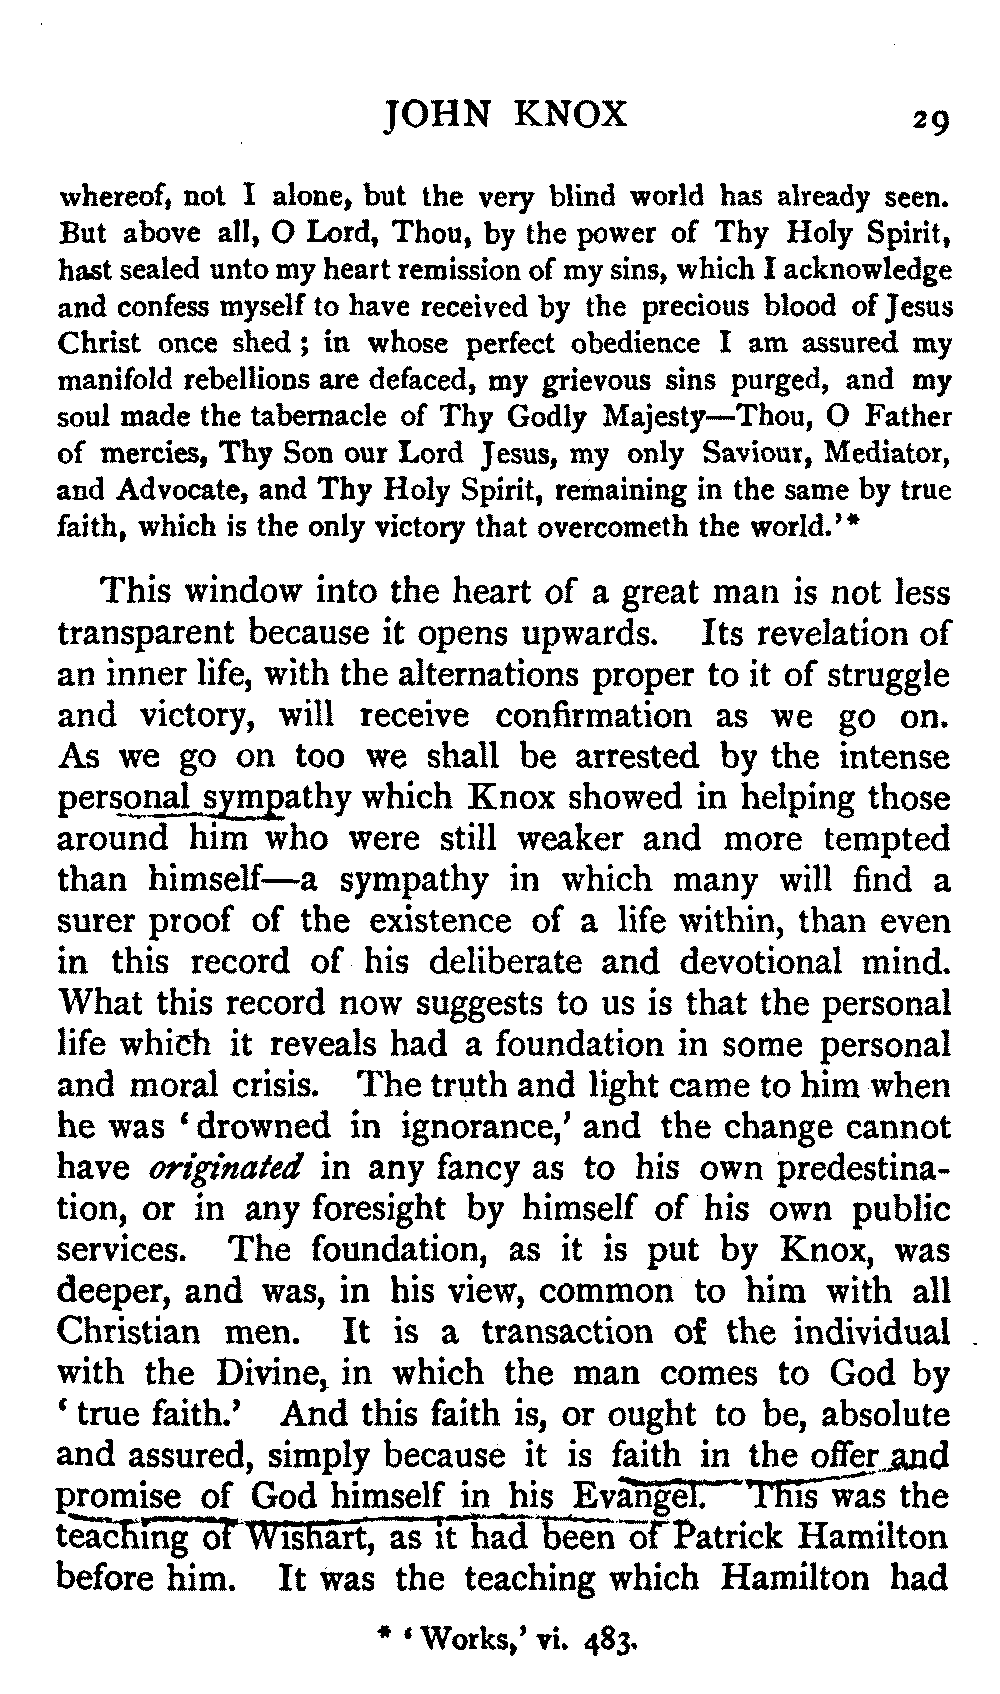 JOHN KNOX 29
whereof, not I alone, but the very blind world has already seen.
But above all, O Lord, Thou, by the power of Thy Holy Spirit,
hast sealed unto my heart remission of my sins, which I acknowledge
and confess myself to have received by the precious blood of Jesus
Christ once shed ; in whose perfect obedience I am assured my
manifold rebellions are defaced, my grievous sins purged, and my
soul made the tabernacle of Thy Godly Majesty—Thou, O Father
of mercies, Thy Son our Lord Jesus, my only Saviour, Mediator,
and Advocate, and Thy Holy Spirit, remaining in the same by true
faith, which is the only victory that overcometh the world.’*
This window into the heart of a great man is not less
transparent because it opens upwards. Its revelation of
an inner life, with the alternations proper to it of struggle
and victory, will receive confirmation as we go on.
As we go on too we shall be arrested by the intense
personal sympathy which Knox showed in helping those
around him who were still weaker and more tempted
than himself—a sympathy in which many will find a
surer proof of the existence of a life within, than even
in this record of his deliberate and devotional mind.
What this record now suggests to us is that the personal
life which it reveals had a foundation in some personal
and moral crisis. The truth and light came to him when
he was ‘drowned in ignorance,’ and the change cannot
have originated in any fancy as to his own predestina-
tion, or in any foresight by himself of his own public
services. The foundation, as it is put by Knox, was
deeper, and was, in his view, common to him with all
Christian men. It is a transaction of the individual
with the Divine, in which the man comes to God by
‘true faith.’ And this faith is, or ought to be, absolute
and assured, simply because it is faith in the offer and
promise of God himself in his Evangel. This was the
teaching of Wishart, as it had been of Patrick Hamilton
before him. It was the teaching which Hamilton had
* ‘Works,’ vi. 483.